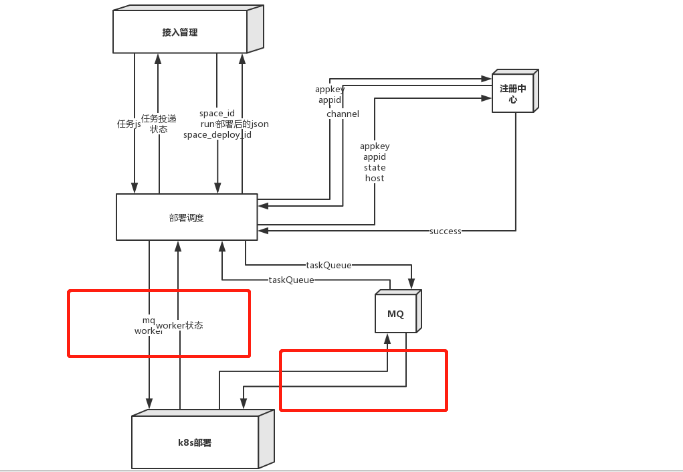 接入管理
注册中
心
appkey
appid
channel
任务js
任务投递
状态
space_id
run部署后的json
space_deploy_id
appkey
appid
state
host
部署调度
success
taskQueue
taskQueue
MQ
mq
worker
worker状态
k8s部署